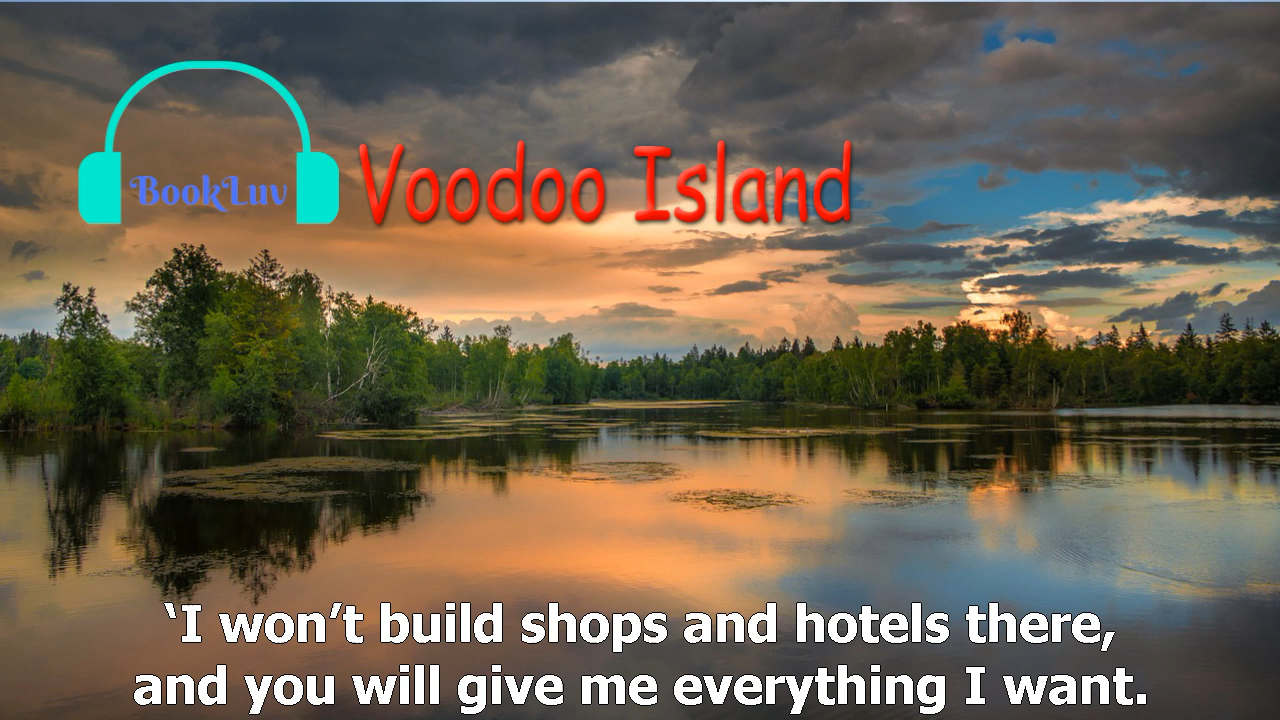 BookLuv
Voodoo Island
‘I won’t build shops and hotels there,
and you will give me everything I want.